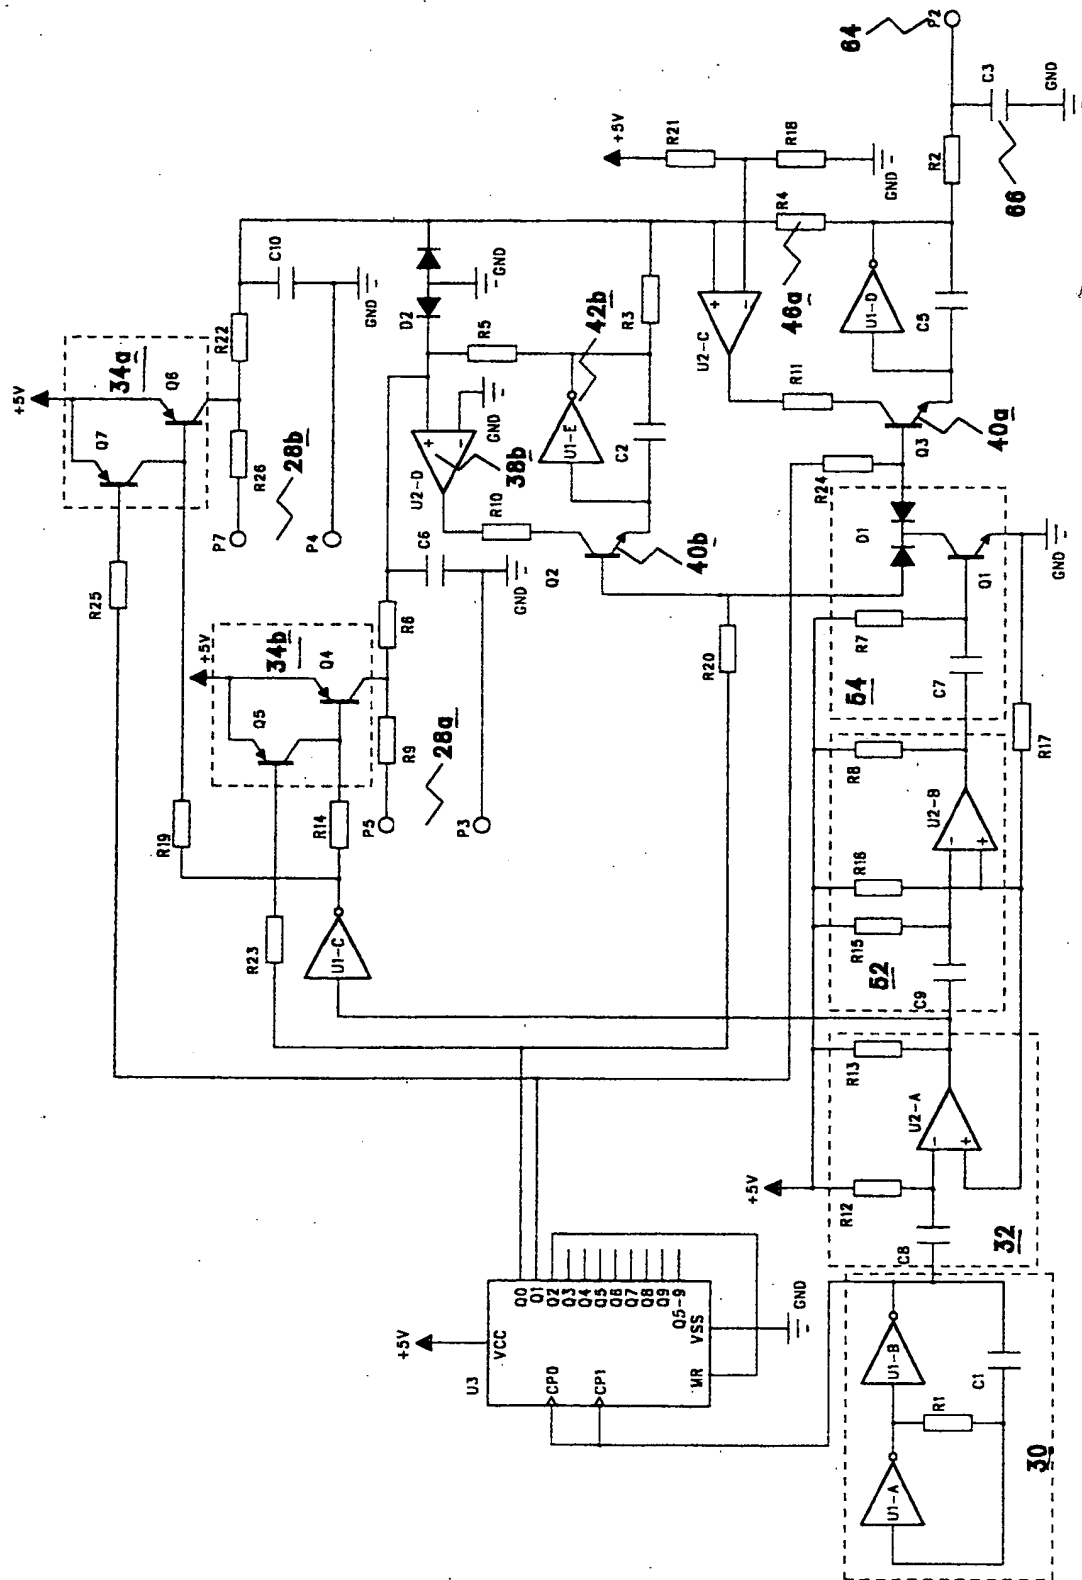 64
P2
C3
GND
66
R2
+5V
R21
R18
GND
R4
46a
U1-D
C5
U2-C
R11
40a
Q3
R24
C10
GND
R22
34a
+5V
Q7
Q6
R26
28b
P7
P4
R25
GND
D2
R5
42b
R3
U1-E
C2
GND
38b
U2-D
R10
40b
Q2
C6
GND
R6
34b
+5V
Q5
Q4
R9
28a
P5
P3
R20
R19
R14
R23
U1-C
D1
Q1
GND
R7
54
C7
R17
R8
U2-B
-
+
R16
R15
52
C9
R13
U2-A
-
+
+5V
R12
C8
32
+5V
U3
VCC
CP0
CP1
MR
VSS
GND
Q0
Q1
Q2
Q3
Q4
Q5
Q6
Q7
Q8
Q9
Q5-9
U1-B
C1
R1
U1-A
30